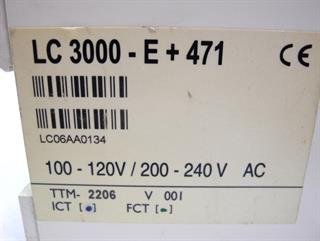 LC 3000 - E + 471 CE
LC06AA0134
100 - 120V / 200 - 240 V AC
TTM- 2206 V 001
ICT [●] FCT [●]